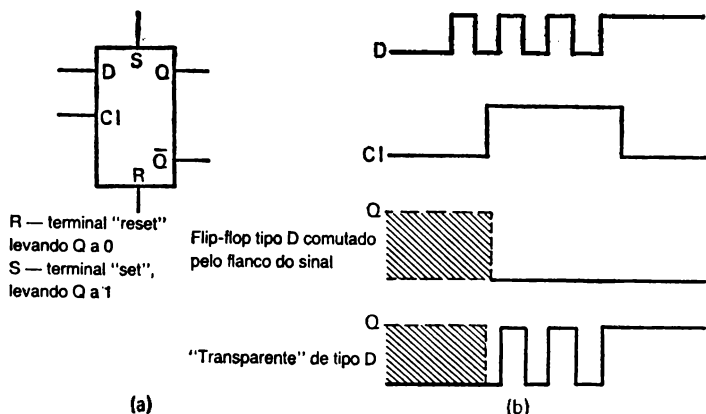 S
D
Q
Cl
Q̅
R
R — terminal "reset"
levando Q a 0
S — terminal "set",
levando Q a 1
(a)
D
Cl
Q
Flip-flop tipo D comutado
pelo flanco do sinal
Q
"Transparente" de tipo D
(b)